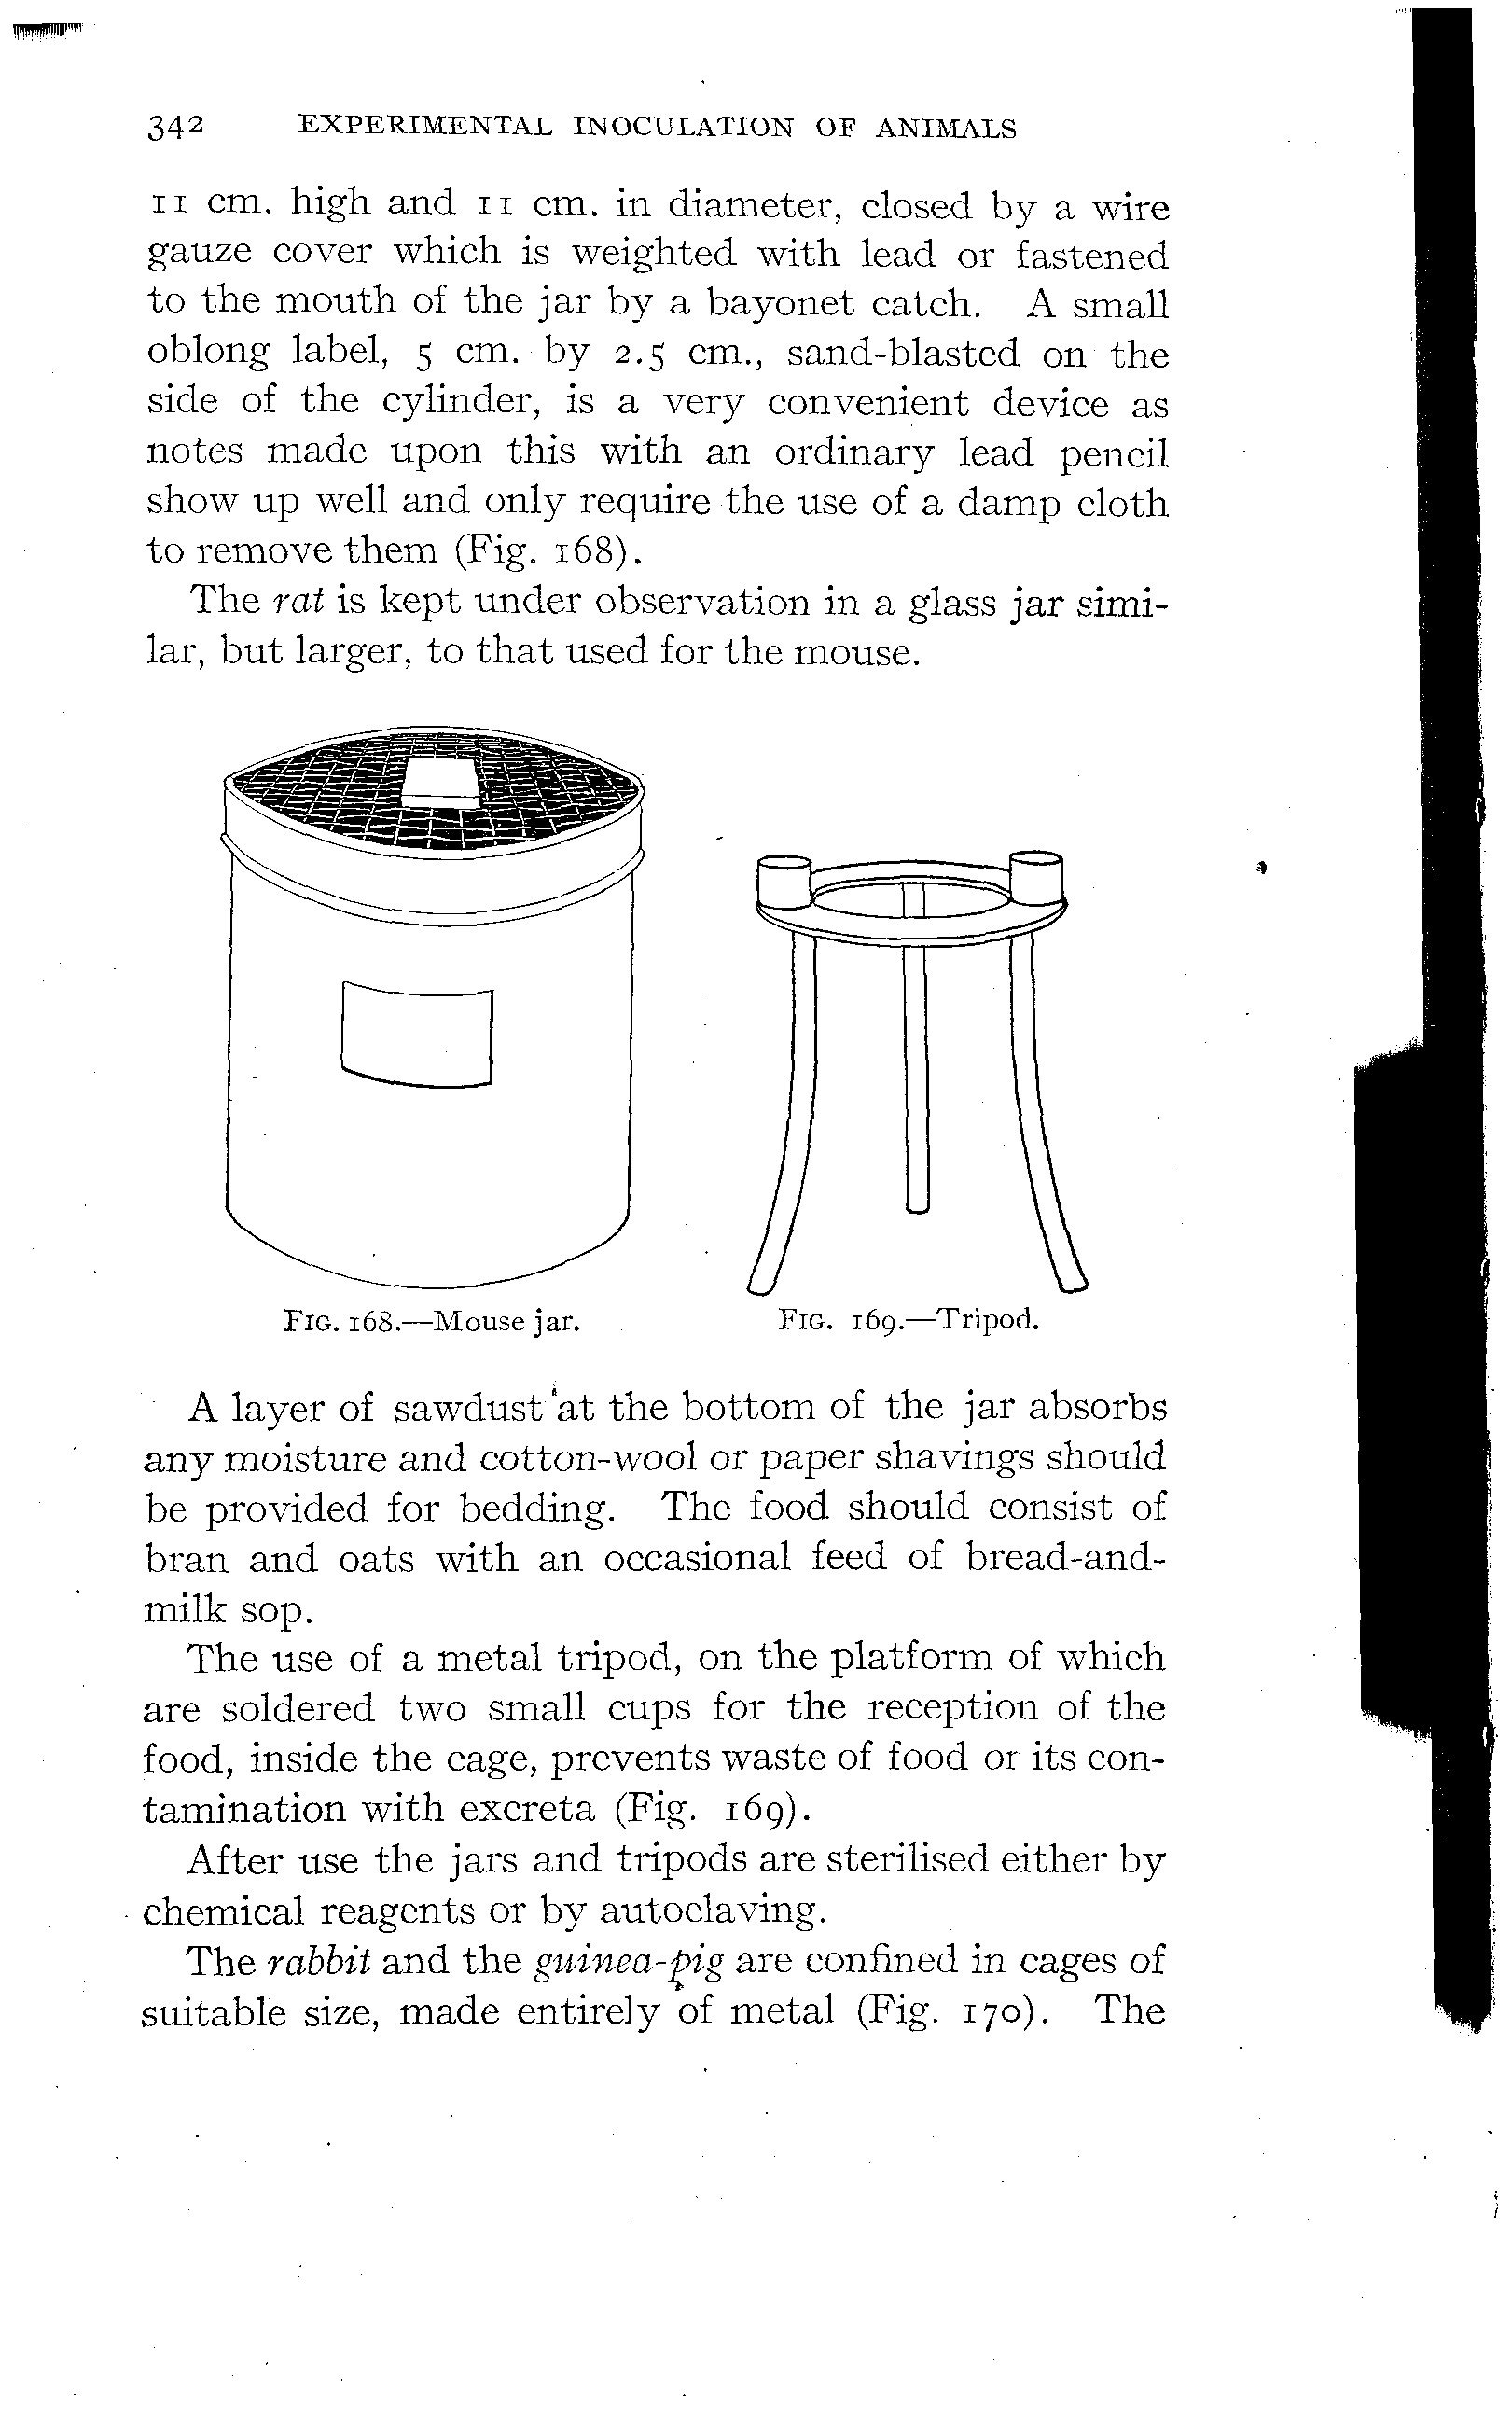 342 EXPERIMENTAL INOCULATION OF ANIMALS
11 cm. high and 11 cm. in diameter, closed by a wire
gauze cover which is weighted with lead or fastened
to the mouth of the jar by a bayonet catch. A small
oblong label, 5 cm. by 2.5 cm., sand-blasted on the
side of the cylinder, is a very convenient device as
notes made upon this with an ordinary lead pencil
show up well and only require the use of a damp cloth
to remove them (Fig. 168).
The rat is kept under observation in a glass jar simi-
lar, but larger, to that used for the mouse.
FIG. 168.—Mouse jar.
FIG. 169.—Tripod.
A layer of sawdust at the bottom of the jar absorbs
any moisture and cotton-wool or paper shavings should
be provided for bedding. The food should consist of
bran and oats with an occasional feed of bread-and-
milk sop.
The use of a metal tripod, on the platform of which
are soldered two small cups for the reception of the
food, inside the cage, prevents waste of food or its con-
tamination with excreta (Fig. 169).
After use the jars and tripods are sterilised either by
chemical reagents or by autoclaving.
The rabbit and the guinea-pig are confined in cages of
suitable size, made entirely of metal (Fig. 170). The